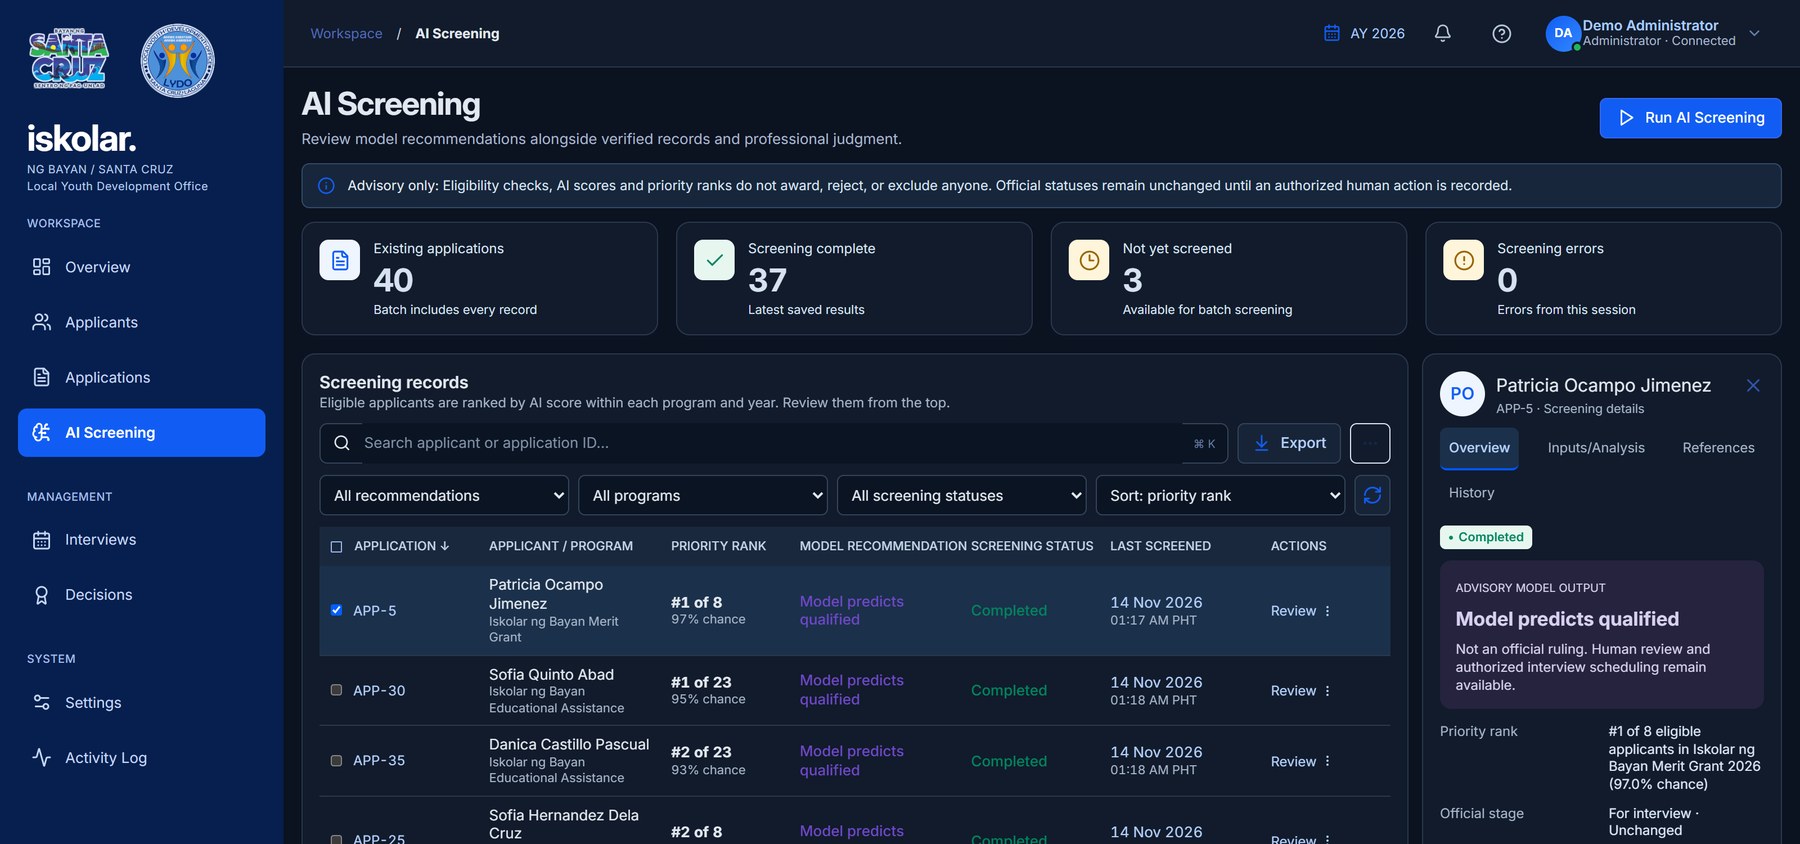 SANTA CRUZ
LYDO
iskolar.
NG BAYAN / SANTA CRUZ
Local Youth Development Office
WORKSPACE
Overview
Applicants
Applications
AI Screening
MANAGEMENT
Interviews
Decisions
SYSTEM
Settings
Activity Log
Workspace / AI Screening
AY 2026
DA
Demo Administrator
Administrator · Connected
AI Screening
Review model recommendations alongside verified records and professional judgment.
Run AI Screening
Advisory only: Eligibility checks, AI scores and priority ranks do not award, reject, or exclude anyone. Official statuses remain unchanged until an authorized human action is recorded.
Existing applications
40
Batch includes every record
Screening complete
37
Latest saved results
Not yet screened
3
Available for batch screening
Screening errors
0
Errors from this session
Screening records
Eligible applicants are ranked by AI score within each program and year. Review them from the top.
Search applicant or application ID...
⌘ K
Export
All recommendations
All programs
All screening statuses
Sort: priority rank
APPLICATION ↓ APPLICANT / PROGRAM PRIORITY RANK MODEL RECOMMENDATION SCREENING STATUS LAST SCREENED ACTIONS
APP-5
Patricia Ocampo
Jimenez
Iskolar ng Bayan Merit
Grant
#1 of 8
97% chance
Model predicts
qualified
Completed
14 Nov 2026
01:17 AM PHT
Review
APP-30
Sofia Quinto Abad
Iskolar ng Bayan
Educational Assistance
#1 of 23
95% chance
Model predicts
qualified
Completed
14 Nov 2026
01:18 AM PHT
Review
APP-35
Danica Castillo Pascual
Iskolar ng Bayan
Educational Assistance
#2 of 23
93% chance
Model predicts
qualified
Completed
14 Nov 2026
01:18 AM PHT
Review
APP-25
Sofia Hernandez Dela
Cruz
#2 of 8
Model predicts
Completed
14 Nov 2026
Review
PO
Patricia Ocampo Jimenez
APP-5 · Screening details
Overview
Inputs/Analysis
References
History
• Completed
ADVISORY MODEL OUTPUT
Model predicts qualified
Not an official ruling. Human review and
authorized interview scheduling remain
available.
Priority rank
#1 of 8 eligible
applicants in Iskolar ng
Bayan Merit Grant 2026
(97.0% chance)
Official stage
For interview ·
Unchanged